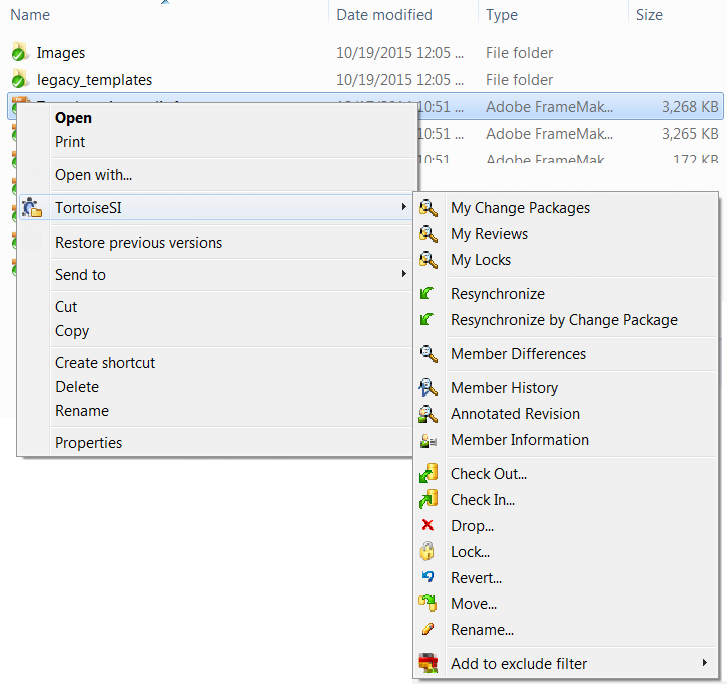 Name Date modified Type Size
Images 10/19/2015 12:05 ... File folder
legacy_templates 10/19/2015 12:05 ... File folder
10:51 ... Adobe FrameMak... 3,268 KB
10:51 ... Adobe FrameMak... 3,265 KB
10:51 Adobe FrameMak 172 KB
Open
Print
Open with...
TortoiseSI
Restore previous versions
Send to
Cut
Copy
Create shortcut
Delete
Rename
Properties
My Change Packages
My Reviews
My Locks
Resynchronize
Resynchronize by Change Package
Member Differences
Member History
Annotated Revision
Member Information
Check Out...
Check In...
Drop...
Lock...
Revert...
Move...
Rename...
Add to exclude filter